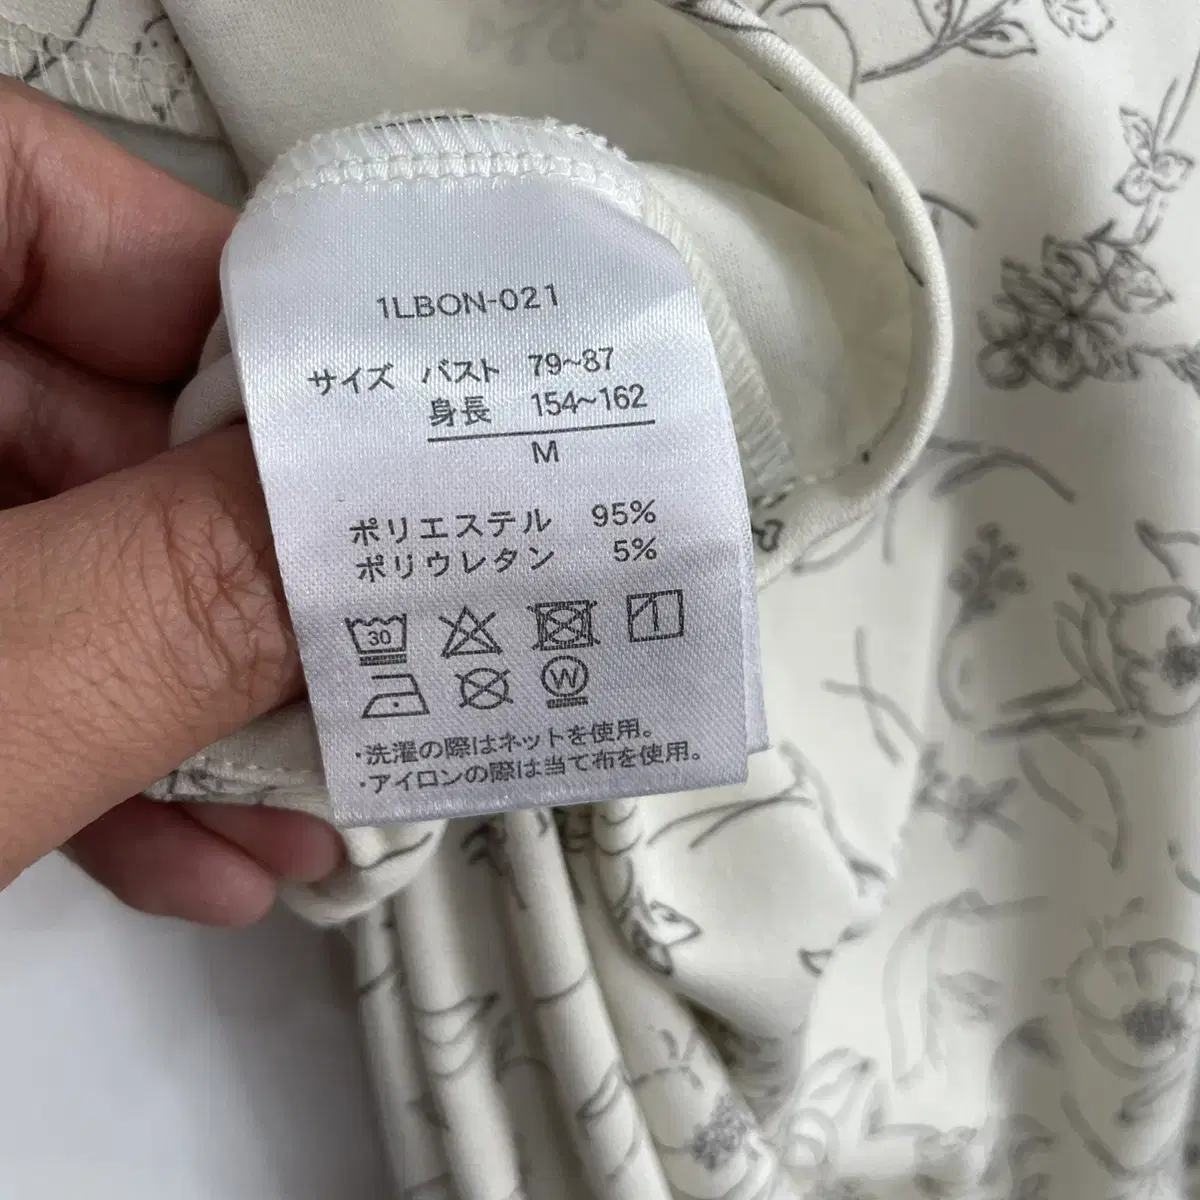 1LBON-021
サイズ バスト 79~87
身長 154~162
M
ポリエステル 95%
ポリウレタン 5%
30
W
・洗濯の際はネットを使用。
・アイロンの際は当て布を使用。